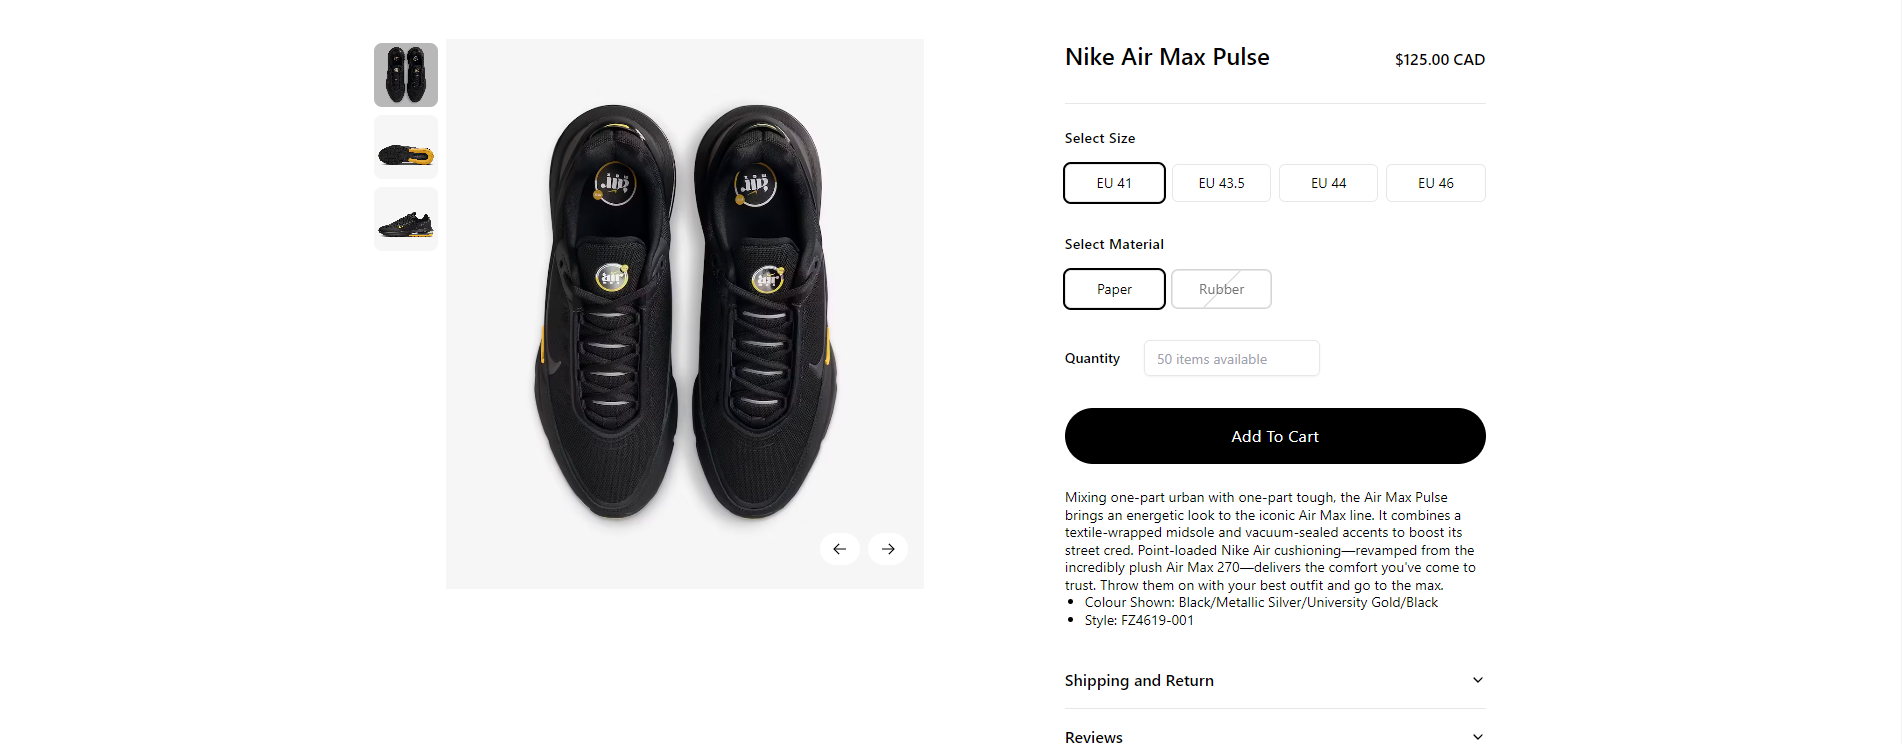 Nike Air Max Pulse
$125.00 CAD
Select Size
EU 41
EU 43.5
EU 44
EU 46
Select Material
Paper
Rubber
Quantity
50 items available
Add To Cart
Mixing one-part urban with one-part tough, the Air Max Pulse
brings an energetic look to the iconic Air Max line. It combines a
textile-wrapped midsole and vacuum-sealed accents to boost its
street cred. Point-loaded Nike Air cushioning—revamped from the
incredibly plush Air Max 270—delivers the comfort you've come to
trust. Throw them on with your best outfit and go to the max.
Colour Shown: Black/Metallic Silver/University Gold/Black
Style: FZ4619-001
Shipping and Return
Reviews
air
air
air
air